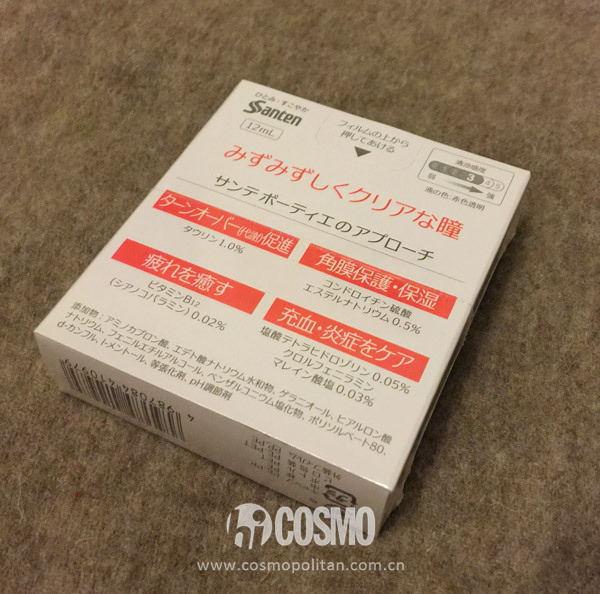 ひとみ・すこやか
Santen
12mL
フィルムの上から
押してあける
清涼感度
3
弱
強
液の色:赤色透明
みずみずしくクリアな瞳
サンテ ボーティエのアプローチ
ターンオーバー(代謝)促進
タウリン1.0%
角膜保護・保湿
コンドロイチン硫酸
エステルナトリウム0.5%
疲れを癒す
ビタミンB12
(シアノコバラミン)0.02%
充血・炎症をケア
塩酸テトラヒドロゾリン0.05%
クロルフェニラミン
マレイン酸塩0.03%
添加物:アミノカプロン酸、エデト酸ナトリウム水和物、ゲラニオール、ヒアルロン酸
ナトリウム、フェニルエチルアルコール、ベンザルコニウム塩化物、ポリソルベート80、
d-カンフル、l-メントール、等張化剤、pH調節剤
4 987084 410979
COSMO
www.cosmopolitan.com.cn